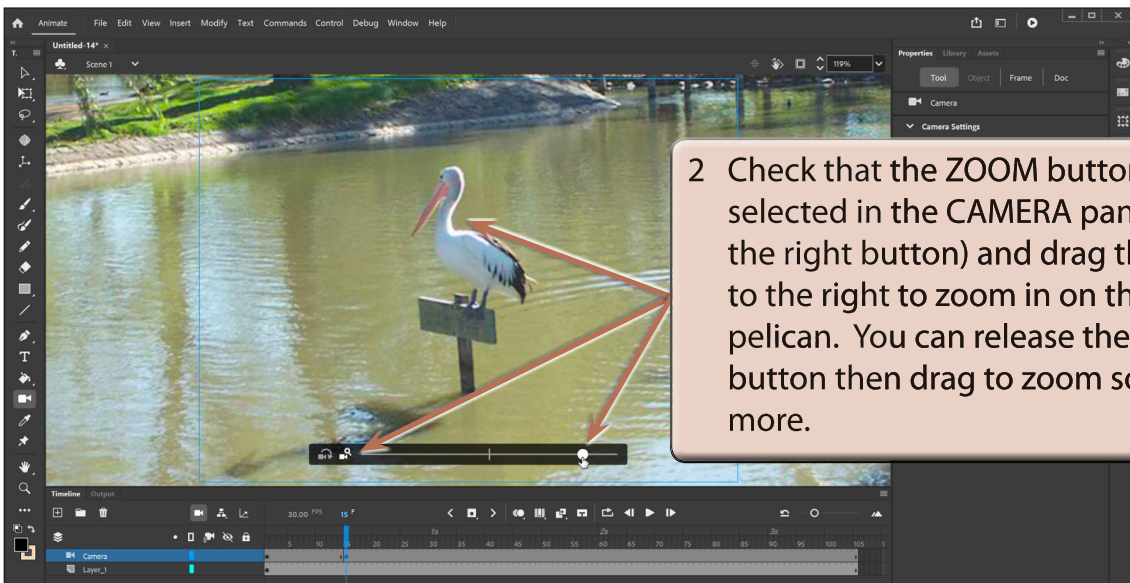 Animate File Edit View Insert Modify Text Commands Control Debug Window Help
Untitled-14* ×
T.
Scene 1
119%
Properties Library Assets
Tool Object Frame Doc
Camera
Camera Settings
2 Check that the ZOOM button
selected in the CAMERA pan
the right button) and drag th
to the right to zoom in on th
pelican. You can release the
button then drag to zoom so
more.
Timeline Output
30.00 FPS 15 F
1s 2s 3s
5 10 15 20 25 30 35 40 45 50 55 60 65 70 75 80 85 90 95 100 105 1
Camera
Layer_1